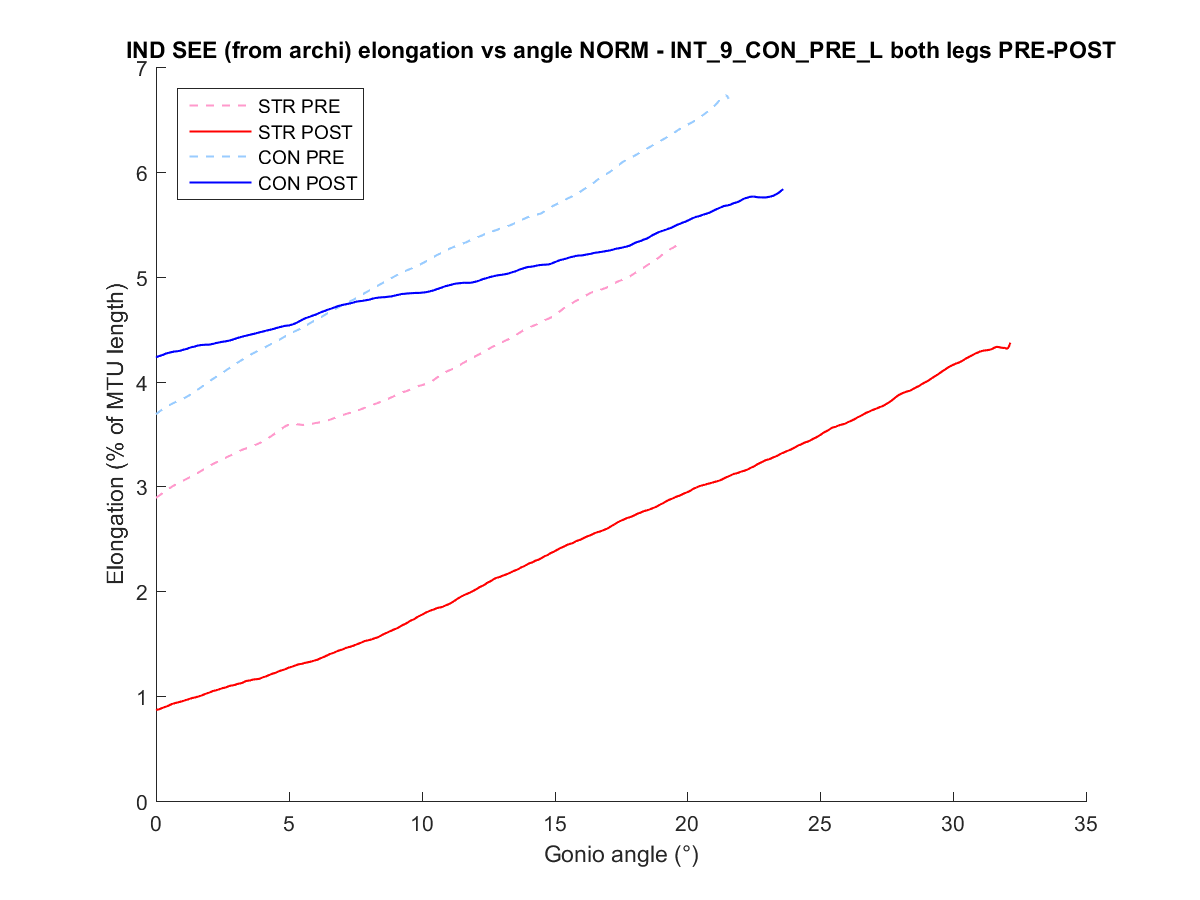 IND SEE (from archi) elongation vs angle NORM - INT_9_CON_PRE_L both legs PRE-POST
7
6
5
4
3
2
1
0
STR PRE
STR POST
CON PRE
CON POST
Elongation (% of MTU length)
0 5 10 15 20 25 30 35
Gonio angle (°)